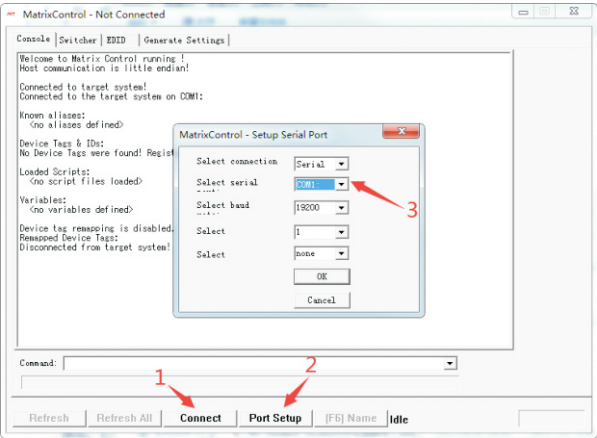 MatrixControl - Not Connected
Console Switcher EDID Generate Settings
Welcome to Matrix Control running !
Host communication is little endian!
Connected to target system!
Connected to the target system on COM1:
Known aliases:
<no aliases defined>
Device Tags & IDs:
No Device Tags were found! Regist
Loaded Scripts:
<no script files loaded>
Variables:
<no variables defined>
Device tag remapping is disabled.
Remapped Device Tags:
Disconnected from target system!
MatrixControl - Setup Serial Port
Select connection Serial
Select serial COM1:
3
Select baud 19200
Select 1
Select none
OK
Cancel
Command:
1 2
Refresh Refresh All Connect Port Setup [F6] Name Idle